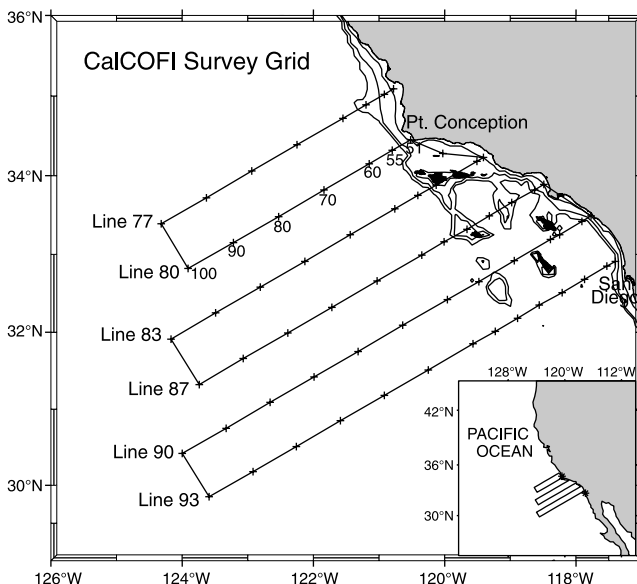 36°N
CalCOFI Survey Grid
Pt. Conception
51
55
60
34°N
70
Line 77
80
90
Line 80
100
San
Diego
32°N
Line 83
Line 87
128°W 120°W 112°W
42°N
PACIFIC
OCEAN
Line 90
36°N
30°N
Line 93
30°N
126°W 124°W 122°W 120°W 118°W